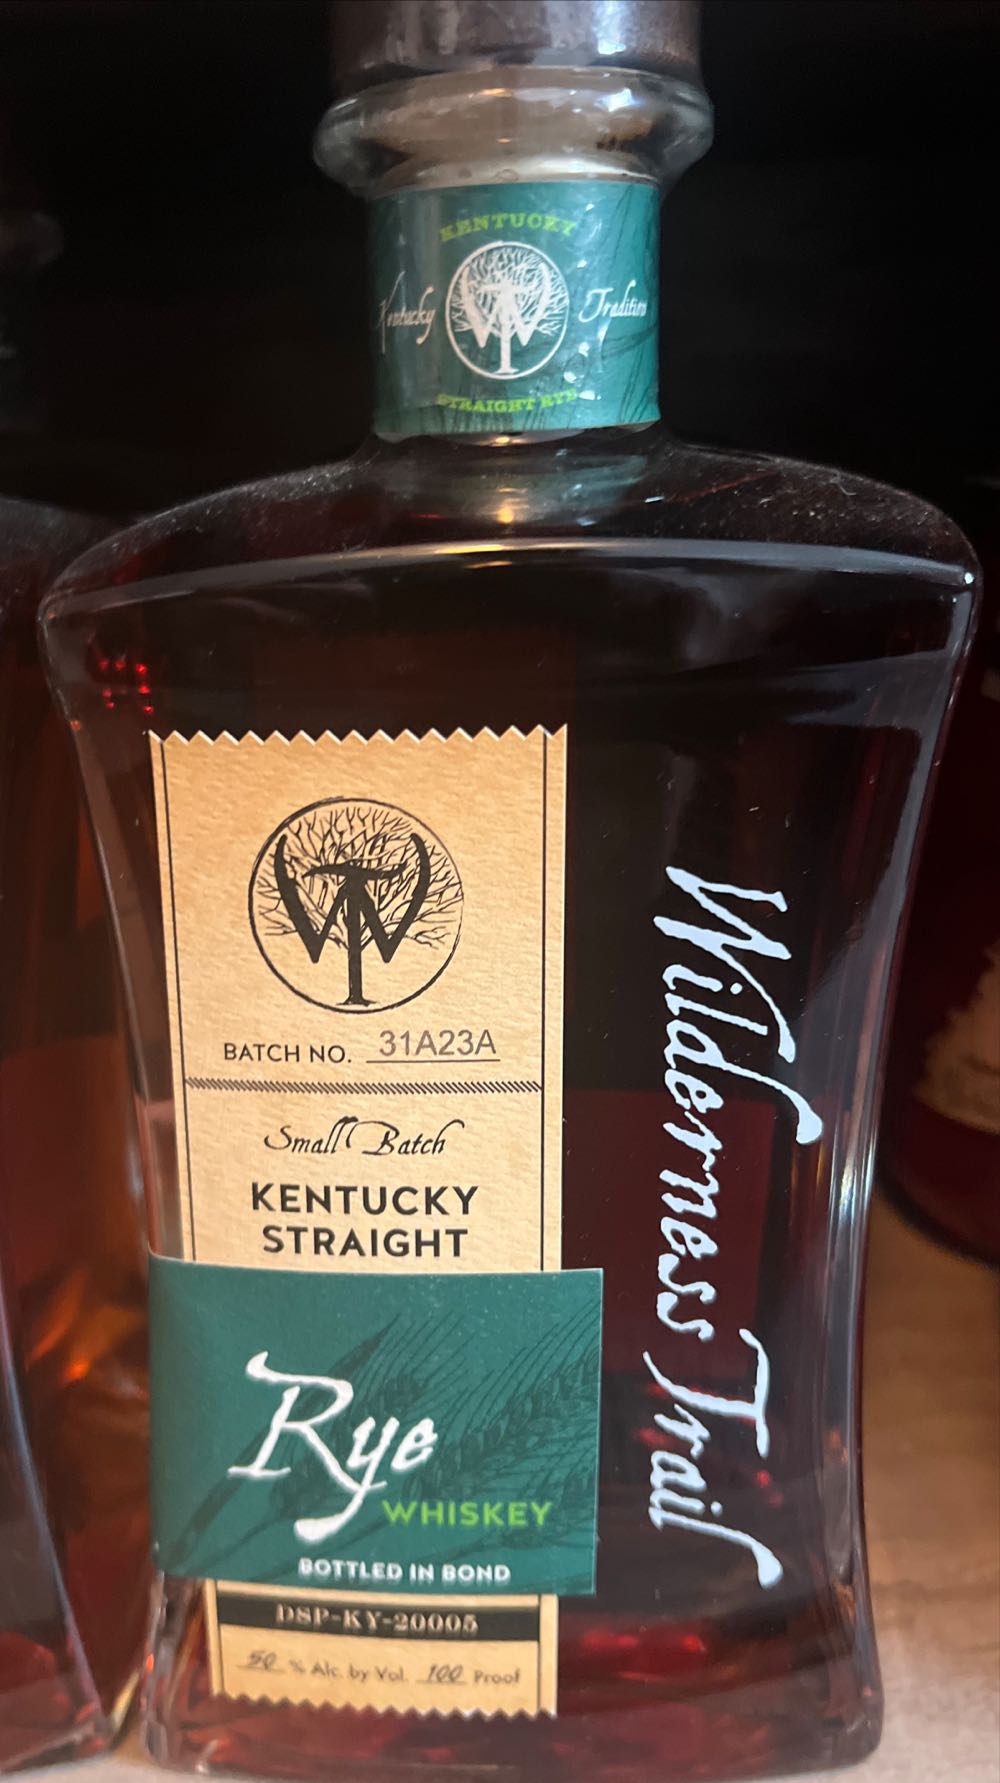 KENTUCKY
Kentucky Tradition
STRAIGHT RYE
WT
BATCH NO. 31A23A
Small Batch
KENTUCKY
STRAIGHT
Rye
WHISKEY
BOTTLED IN BOND
DSP-KY-20005
50 % Alc. by Vol. 100 Proof
Wilderness Trail